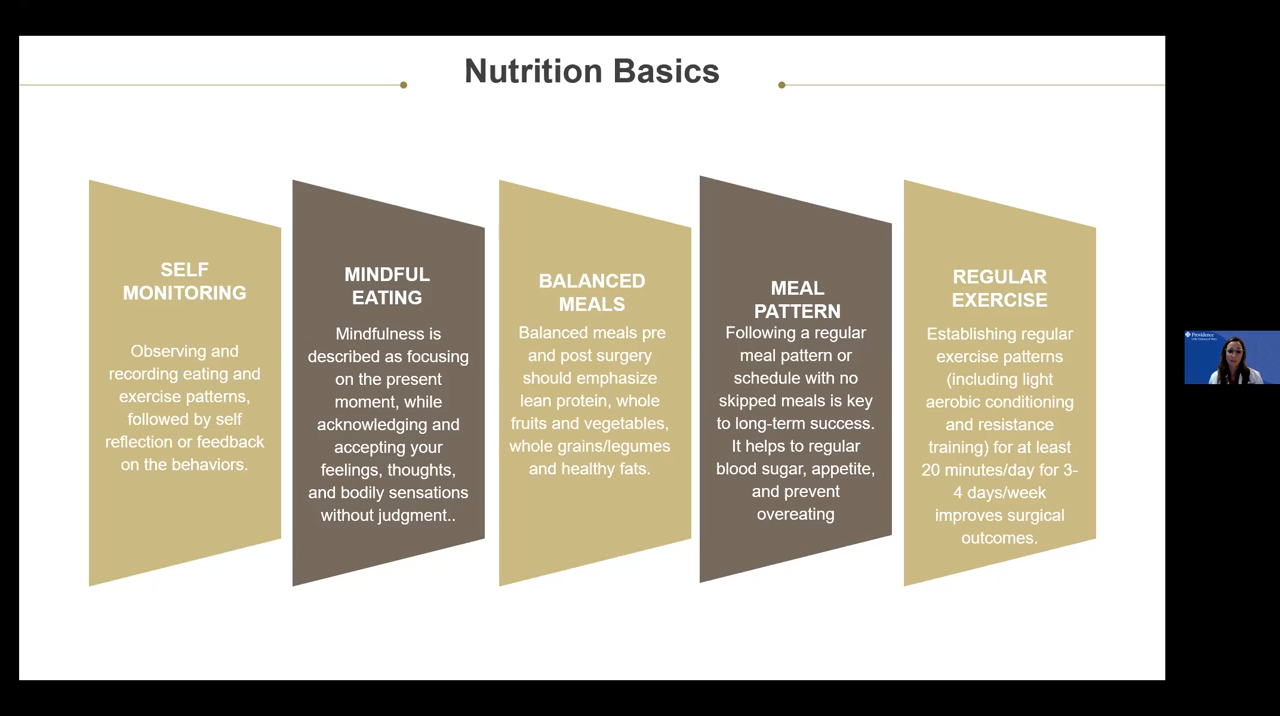 Nutrition Basics
SELF
MONITORING
Observing and
recording eating and
exercise patterns,
followed by self
reflection or feedback
on the behaviors.
MINDFUL
EATING
Mindfulness is
described as focusing
on the present
moment, while
acknowledging and
accepting your
feelings, thoughts,
and bodily sensations
without judgment..
BALANCED
MEALS
Balanced meals pre
and post surgery
should emphasize
lean protein, whole
fruits and vegetables,
whole grains/legumes
and healthy fats.
MEAL
PATTERN
Following a regular
meal pattern or
schedule with no
skipped meals is key
to long-term success.
It helps to regular
blood sugar, appetite,
and prevent
overeating
REGULAR
EXERCISE
Establishing regular
exercise patterns
(including light
aerobic conditioning
and resistance
training) for at least
20 minutes/day for 3-
4 days/week
improves surgical
outcomes.
Providence